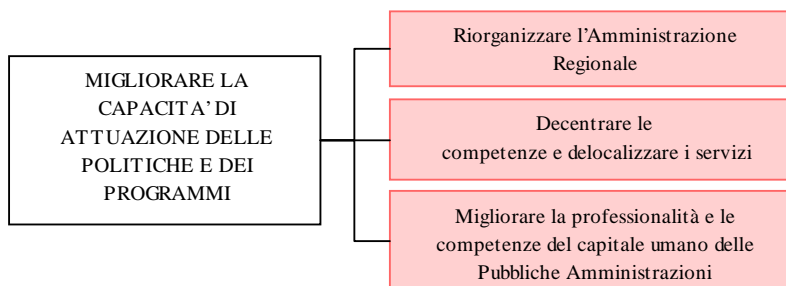 MIGLIORARE LA
CAPACITA' DI
ATTUAZIONE DELLE
POLITICHE E DEI
PROGRAMMI
Riorganizzare l'Amministrazione
Regionale
Decentrare le
competenze e delocalizzare i servizi
Migliorare la professionalità e le
competenze del capitale umano delle
Pubbliche Amministrazioni